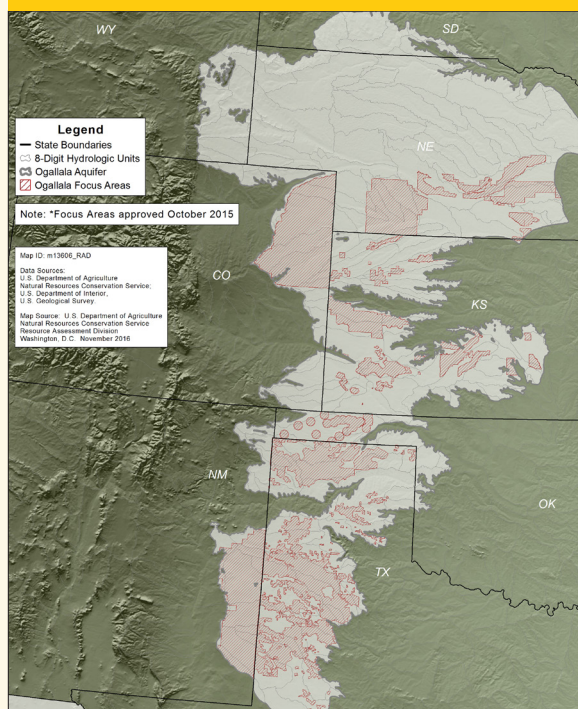 WY
SD
Legend
State Boundaries
8-Digit Hydrologic Units
Ogallala Aquifer
Ogallala Focus Areas
NE
Note: *Focus Areas approved October 2015
Map ID: m13606_RAD
Data Sources:
U.S. Department of Agriculture
Natural Resources Conservation Service;
U.S. Department of Interior,
U.S. Geological Survey.
Map Source: U.S. Department of Agriculture
Natural Resources Conservation Service
Resource Assessment Division
Washington, D.C. November 2016
CO
KS
NM
OK
TX